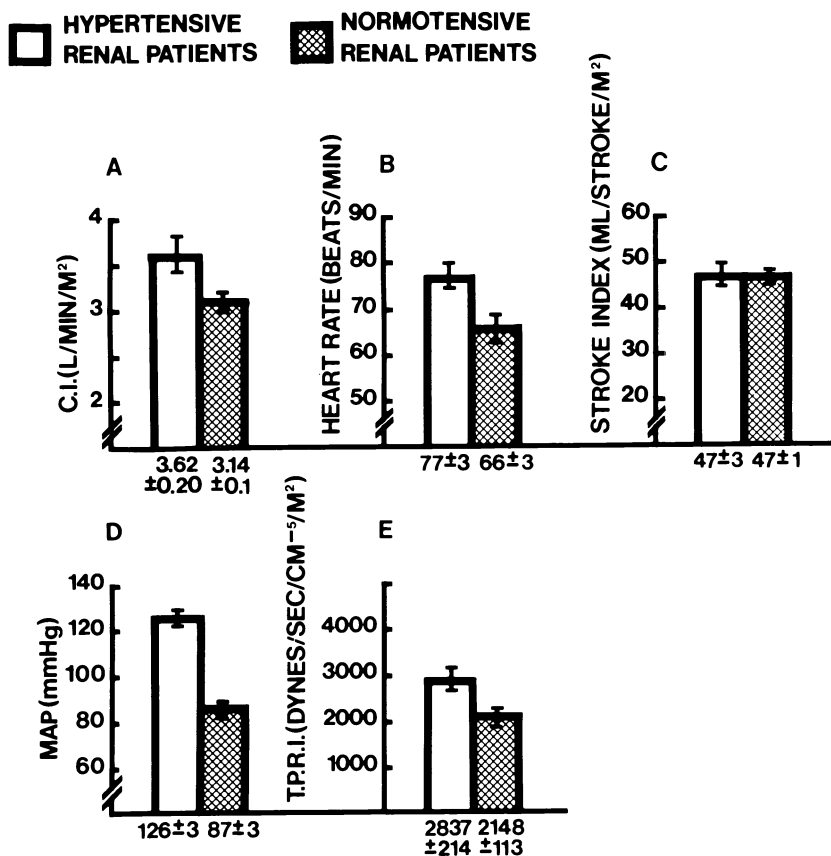 HYPERTENSIVE
RENAL PATIENTS
NORMOTENSIVE
RENAL PATIENTS
A
C.I.(L/MIN/M²)
4
3
2
3.62
±0.20
3.14
±0.1
B
HEART RATE (BEATS/MIN)
90
80
70
60
50
77±3
66±3
C
STROKE INDEX (ML/STROKE/M²)
60
50
40
30
20
47±3
47±1
D
MAP (mmHg)
140
120
100
80
60
126±3
87±3
E
T.P.R.I.(DYNES/SEC/CM⁻⁵/M²)
4000
3000
2000
1000
2837
±214
2148
±113